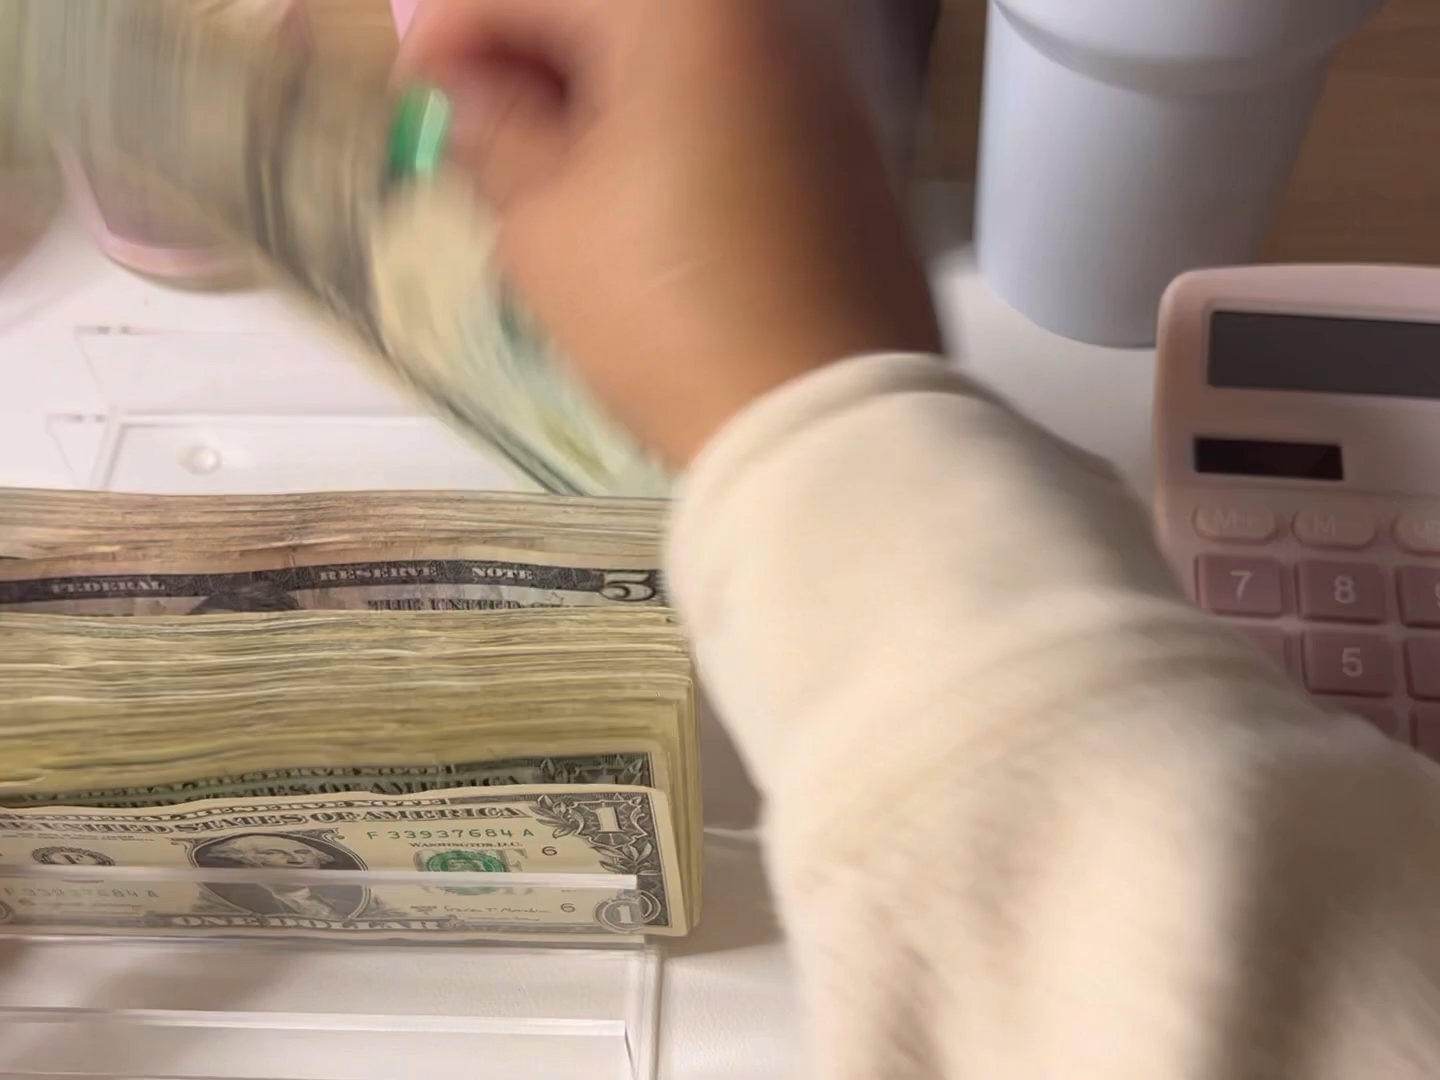 FEDERAL RESERVE NOTE 5
THE UNITED
FEDERAL RESERVE NOTE
UNITED STATES OF AMERICA 1
F 33937684 A
WASHINGTON, D.C.
6
F 33937684 A
6
ONE DOLLAR 1
M+ M-
7 8
5